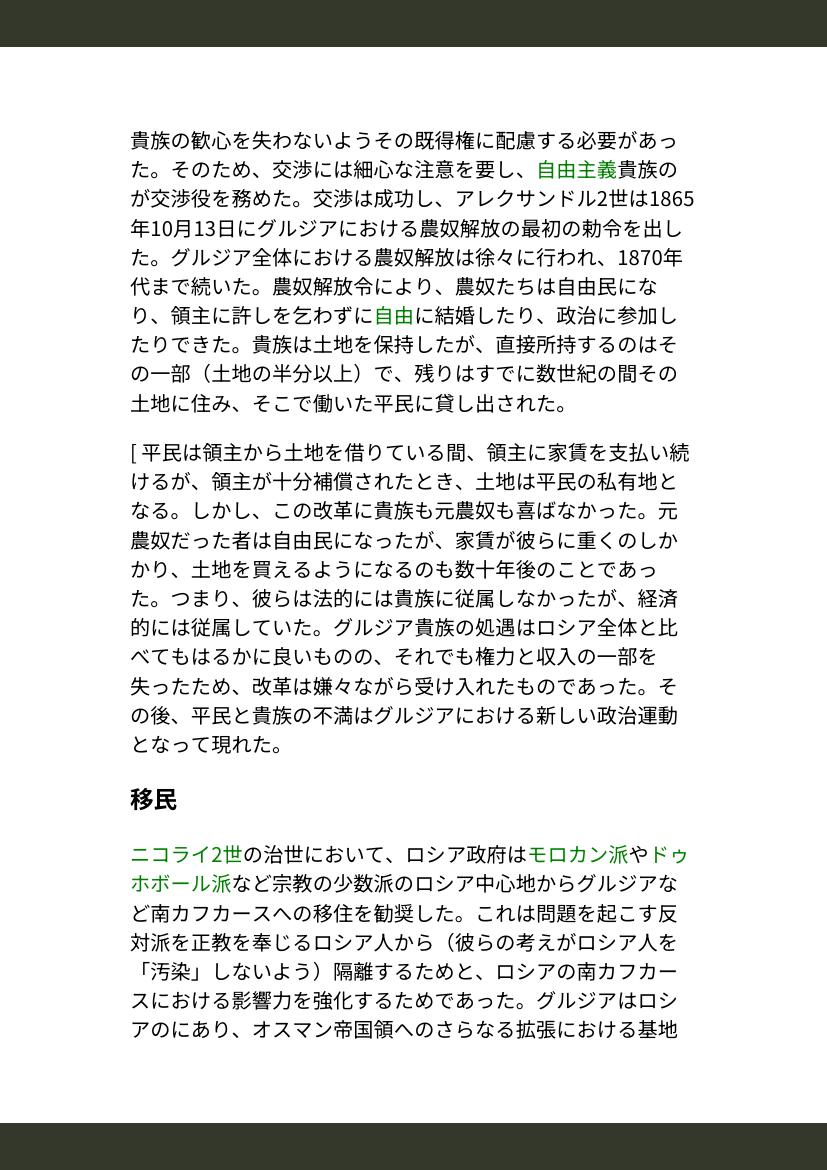 貴族の歓心を失わないようその既得権に配慮する必要があっ
た。そのため、交渉には細心な注意を要し、自由主義貴族の
が交渉役を務めた。交渉は成功し、アレクサンドル2世は1865
年10月13日にグルジアにおける農奴解放の最初の勅令を出し
た。グルジア全体における農奴解放は徐々に行われ、1870年
代まで続いた。農奴解放令により、農奴たちは自由民にな
り、領主に許しを乞わずに自由に結婚したり、政治に参加し
たりできた。貴族は土地を保持したが、直接所持するのはそ
の一部（土地の半分以上）で、残りはすでに数世紀の間その
土地に住み、そこで働いた平民に貸し出された。
[ 平民は領主から土地を借りている間、領主に家賃を支払い続
けるが、領主が十分補償されたとき、土地は平民の私有地と
なる。しかし、この改革に貴族も元農奴も喜ばなかった。元
農奴だった者は自由民になったが、家賃が彼らに重くのしか
かり、土地を買えるようになるのも数十年後のことであっ
た。つまり、彼らは法的には貴族に従属しなかったが、経済
的には従属していた。グルジア貴族の処遇はロシア全体と比
べてもはるかに良いものの、それでも権力と収入の一部を
失ったため、改革は嫌々ながら受け入れたものであった。そ
の後、平民と貴族の不満はグルジアにおける新しい政治運動
となって現れた。
移民
ニコライ2世の治世において、ロシア政府はモロカン派やドゥ
ホボール派など宗教の少数派のロシア中心地からグルジアな
ど南カフカースへの移住を勧奨した。これは問題を起こす反
対派を正教を奉じるロシア人から（彼らの考えがロシア人を
「汚染」しないよう）隔離するためと、ロシアの南カフカー
スにおける影響力を強化するためであった。グルジアはロシ
アのにあり、オスマン帝国領へのさらなる拡張における基地